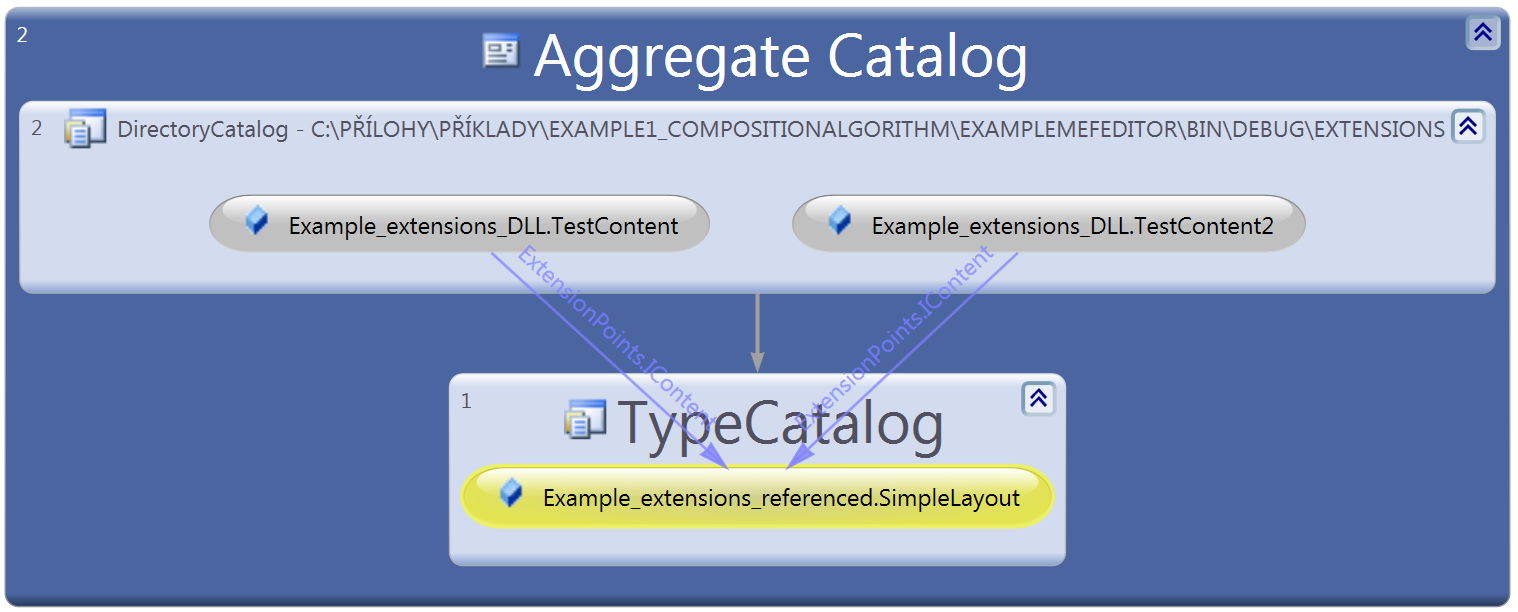 2
Aggregate Catalog
2
DirectoryCatalog - C:\PŘÍLOHY\PŘÍKLADY\EXAMPLE1_COMPOSITIONALGORITHM\EXAMPLEMEFEDITOR\BIN\DEBUG\EXTENSIONS
Example_extensions_DLL.TestContent
Example_extensions_DLL.TestContent2
ExtensionPoints.IContent
ExtensionPoints.IContent
1
TypeCatalog
Example_extensions_referenced.SimpleLayout